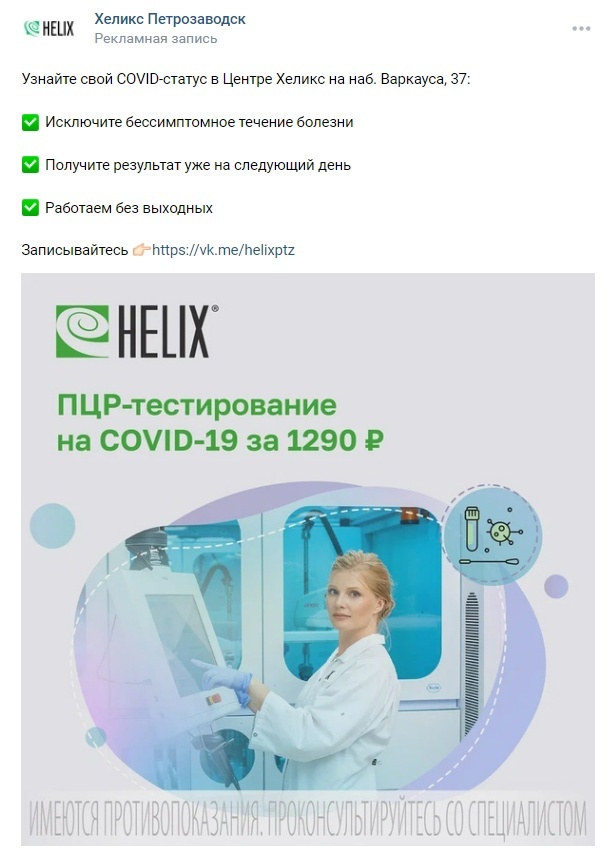 HELIX
Хеликс Петрозаводск
Рекламная запись
Узнайте свой COVID-статус в Центре Хеликс на наб. Варкауса, 37:
✅ Исключите бессимптомное течение болезни
✅ Получите результат уже на следующий день
✅ Работаем без выходных
Записывайтесь 👉🏻https://vk.me/helixptz
HELIX®
ПЦР-тестирование
на COVID-19 за 1290 ₽
ИМЕЮТСЯ ПРОТИВОПОКАЗАНИЯ. ПРОКОНСУЛЬТИРУЙТЕСЬ СО СПЕЦИАЛИСТОМ